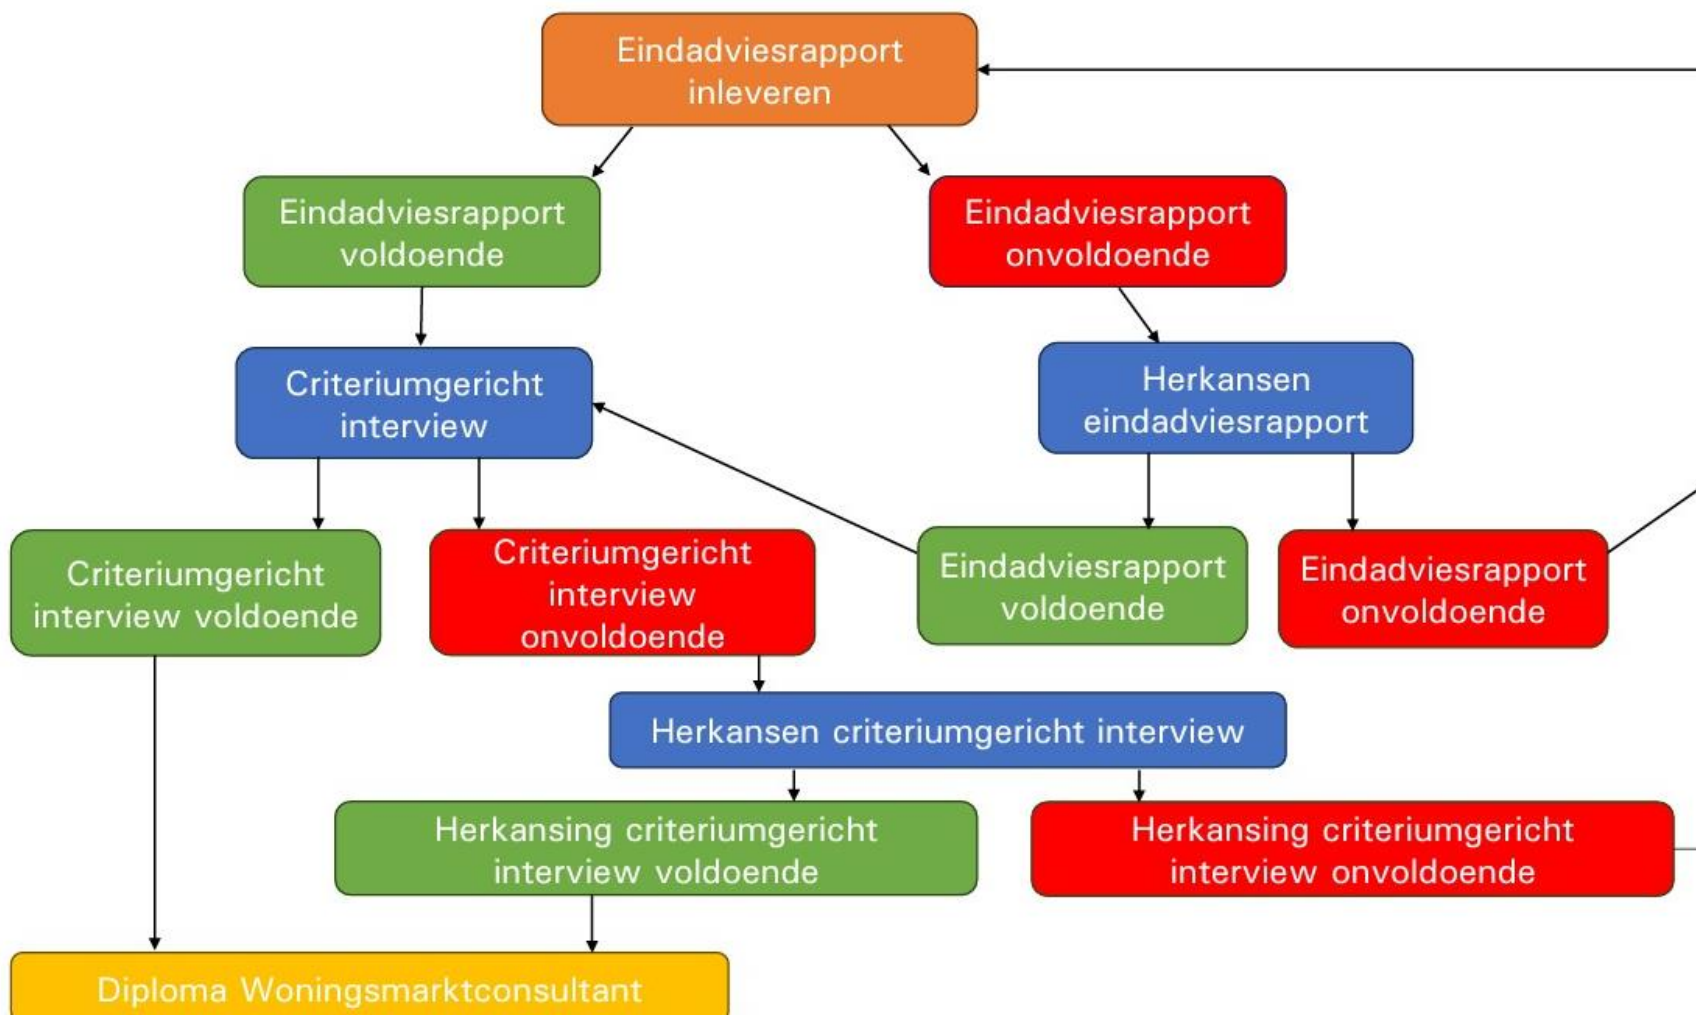 Eindadviesrapport
inleveren
Eindadviesrapport
voldoende
Eindadviesrapport
onvoldoende
Criteriumgericht
interview
Herkansen
eindadviesrapport
Criteriumgericht
interview voldoende
Criteriumgericht
interview
onvoldoende
Eindadviesrapport
voldoende
Eindadviesrapport
onvoldoende
Herkansen criteriumgericht interview
Herkansing criteriumgericht
interview voldoende
Herkansing criteriumgericht
interview onvoldoende
Diploma Woningsmarktconsultant